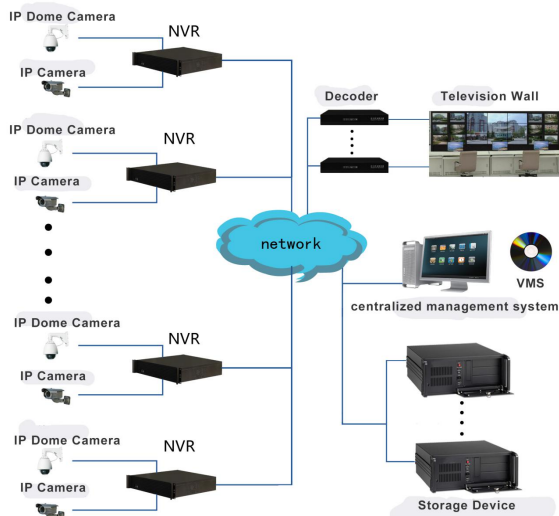 IP Dome Camera
NVR
IP Camera
IP Dome Camera
NVR
IP Camera
IP Dome Camera
NVR
IP Camera
IP Dome Camera
NVR
IP Camera
network
Decoder
Television Wall
VMS
centralized management system
Storage Device